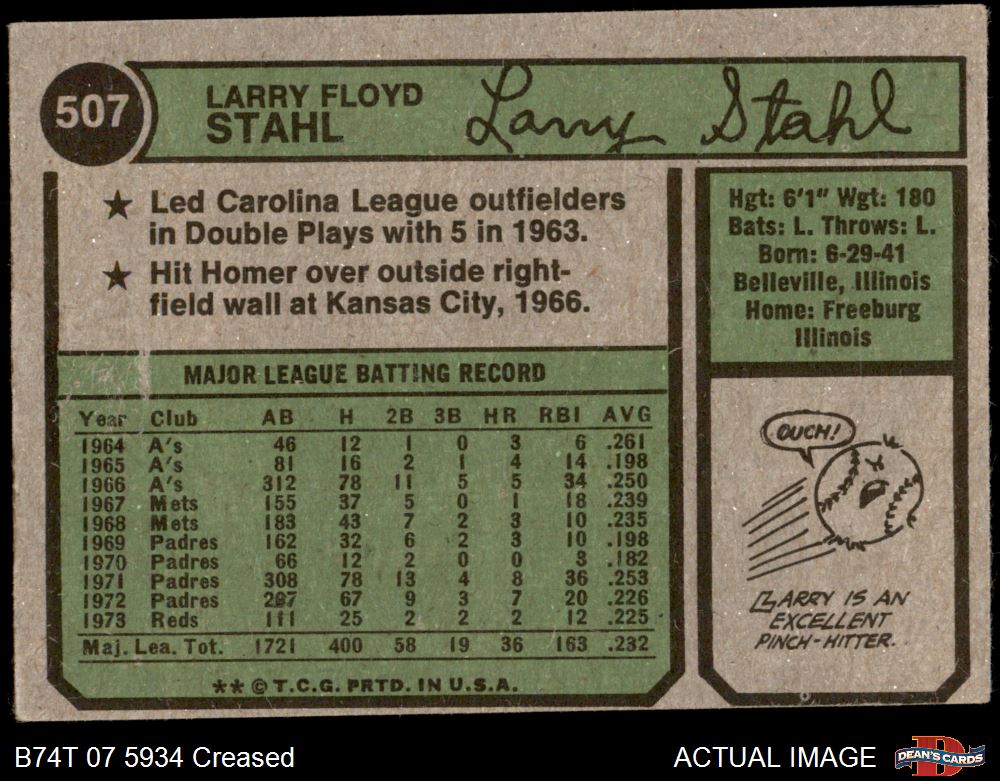 507
LARRY FLOYD
STAHL
Larry Stahl
★ Led Carolina League outfielders
in Double Plays with 5 in 1963.
★ Hit Homer over outside right-
field wall at Kansas City, 1966.
Hgt: 6'1" Wgt: 180
Bats: L. Throws: L.
Born: 6-29-41
Belleville, Illinois
Home: Freeburg
Illinois
MAJOR LEAGUE BATTING RECORD
Year Club AB H 2B 3B HR RBI AVG
1964 A's 46 12 1 0 3 6 .261
1965 A's 81 16 2 1 4 14 .198
1966 A's 312 78 11 5 5 34 .250
1967 Mets 155 37 5 0 1 18 .239
1968 Mets 183 43 7 2 3 10 .235
1969 Padres 162 32 6 2 3 10 .198
1970 Padres 66 12 2 0 0 3 .182
1971 Padres 308 78 13 4 8 36 .253
1972 Padres 297 67 9 3 7 20 .226
1973 Reds 111 25 2 2 2 12 .225
Maj. Lea. Tot. 1721 400 58 19 36 163 .232
** © T.C.G. PRTD. IN U.S.A.
OUCH!
LARRY IS AN
EXCELLENT
PINCH-HITTER.
B74T 07 5934 Creased
ACTUAL IMAGE
D
DEAN'S CARDS